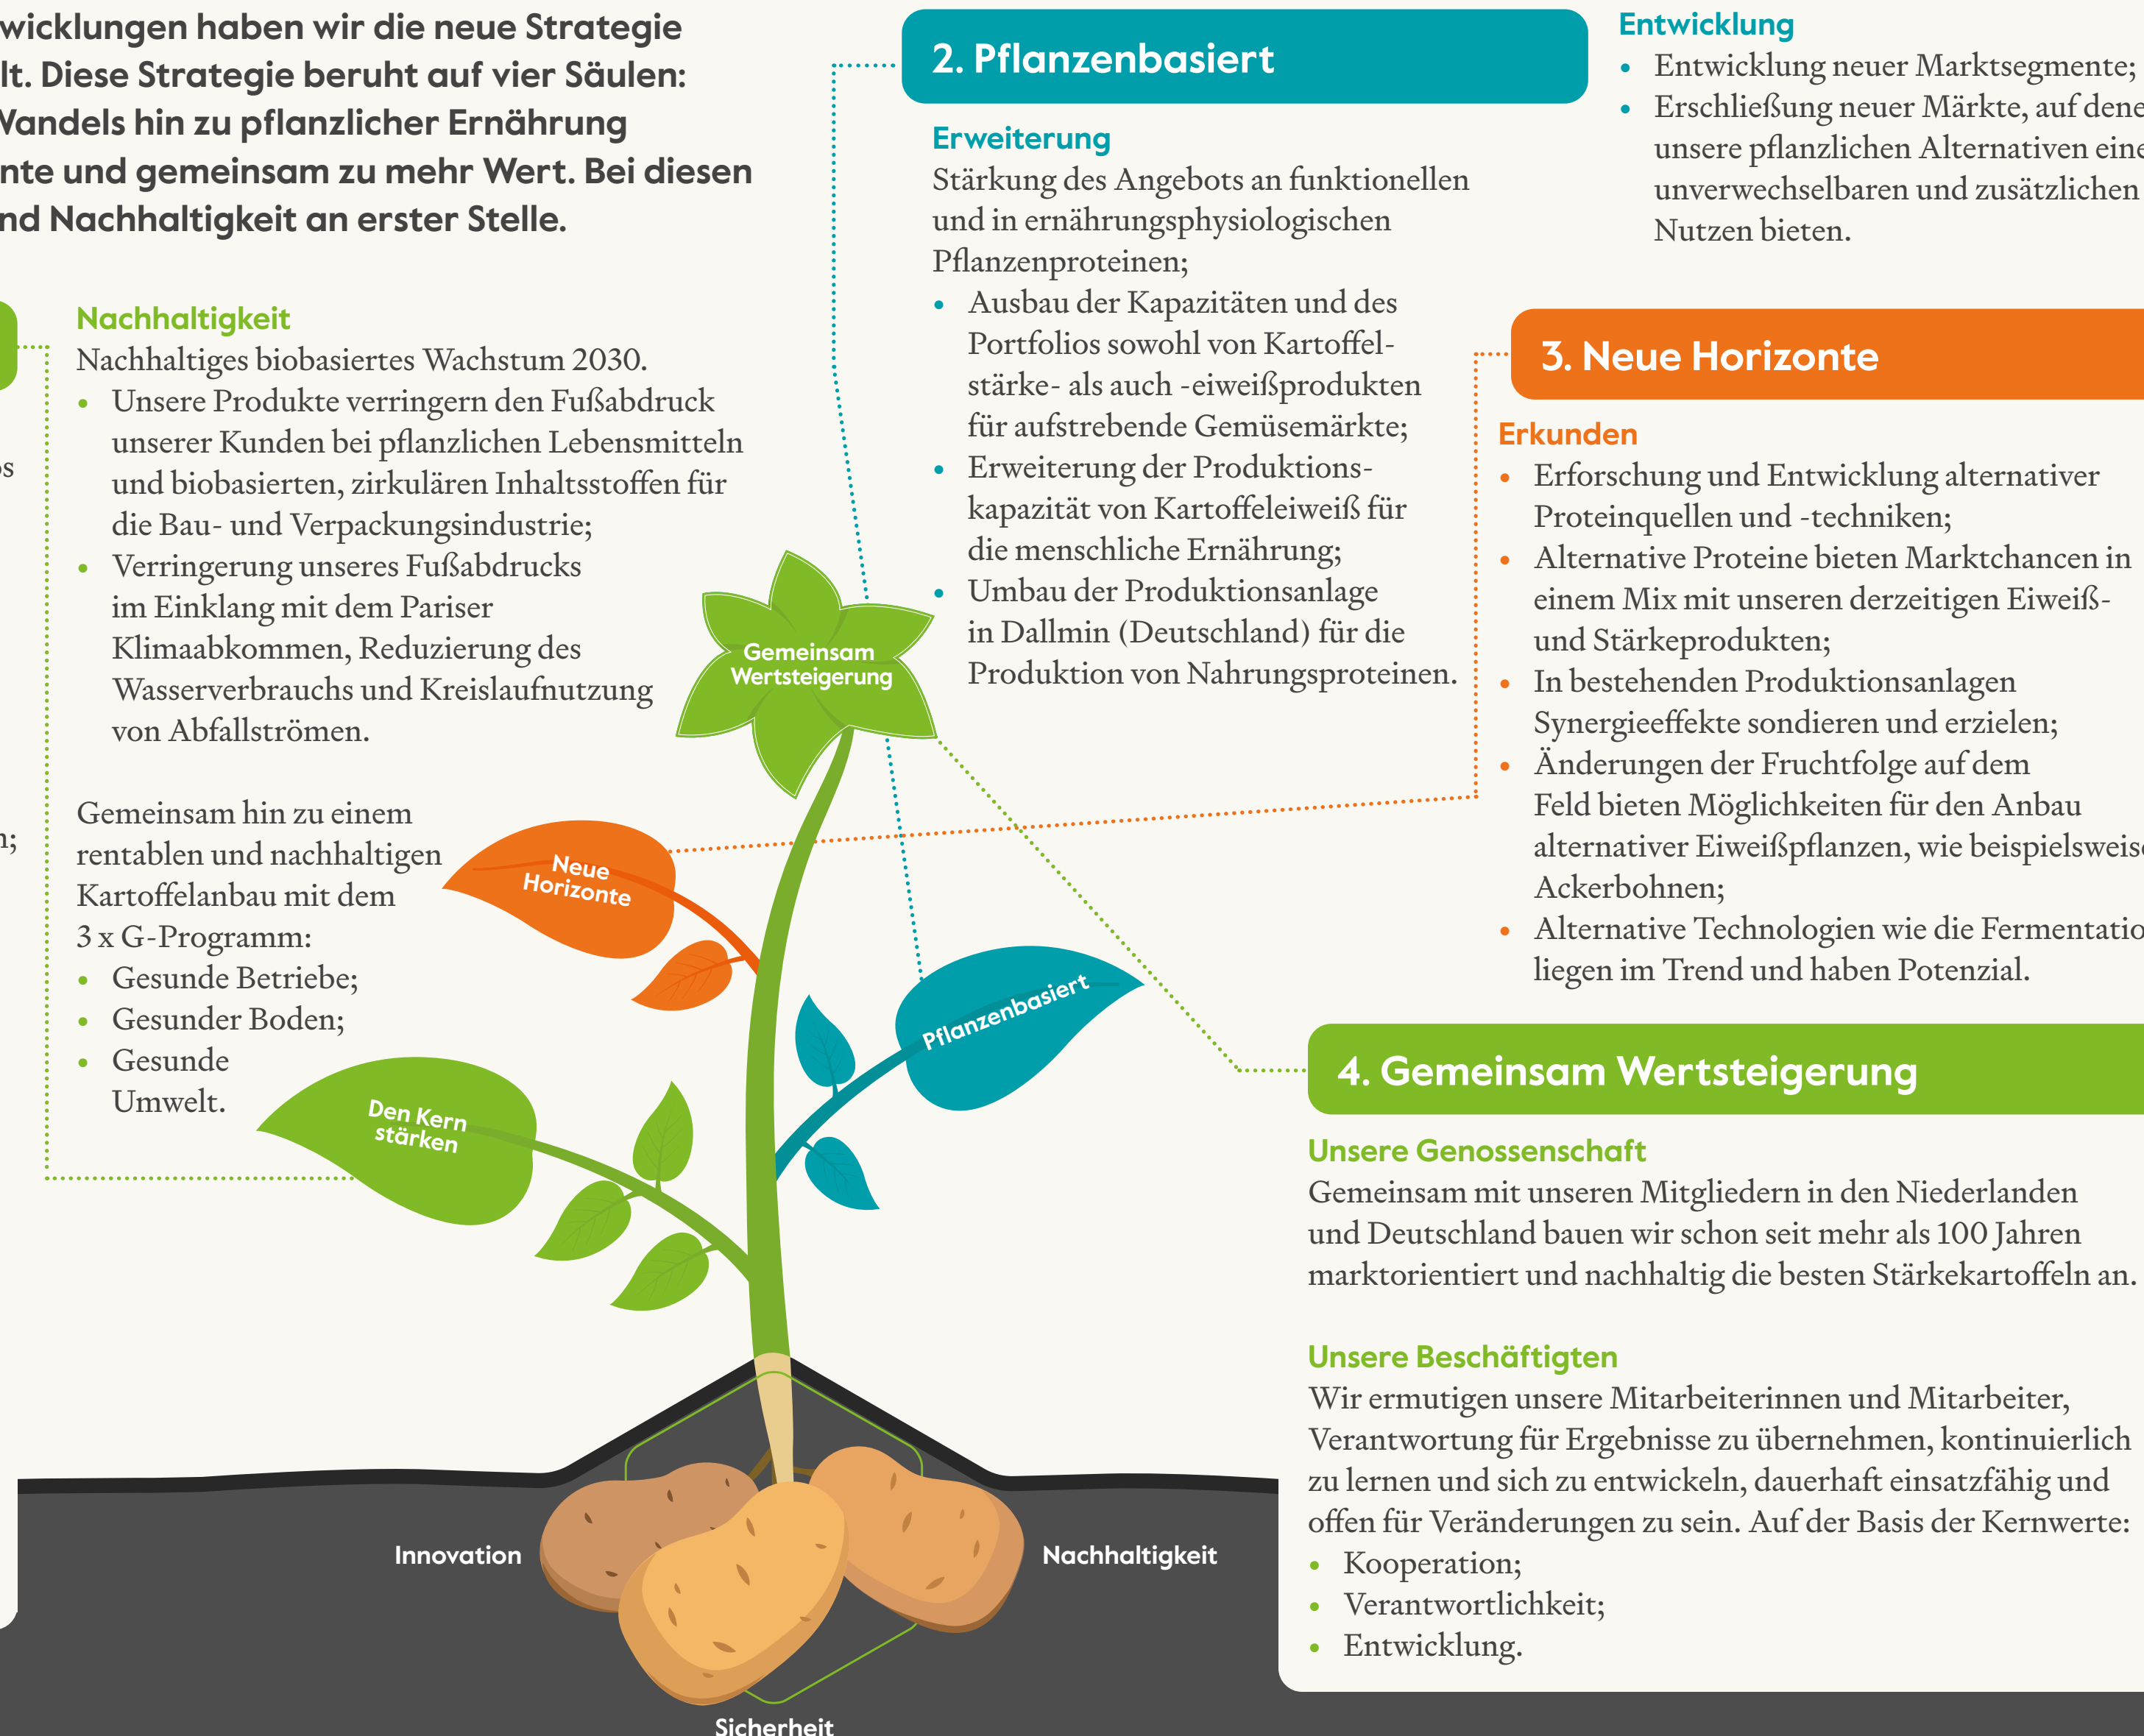 wicklungen haben wir die neue Strategie
lt. Diese Strategie beruht auf vier Säulen:
Wandels hin zu pflanzlicher Ernährung
nte und gemeinsam zu mehr Wert. Bei diesen
nd Nachhaltigkeit an erster Stelle.
Nachhaltigkeit
Nachhaltiges biobasiertes Wachstum 2030.
• Unsere Produkte verringern den Fußabdruck
unserer Kunden bei pflanzlichen Lebensmitteln
und biobasierten, zirkulären Inhaltsstoffen für
die Bau- und Verpackungsindustrie;
• Verringerung unseres Fußabdrucks
im Einklang mit dem Pariser
Klimaabkommen, Reduzierung des
Wasserverbrauchs und Kreislaufnutzung
von Abfallströmen.
Gemeinsam hin zu einem
rentablen und nachhaltigen
Kartoffelanbau mit dem
3 x G-Programm:
• Gesunde Betriebe;
• Gesunder Boden;
• Gesunde
Umwelt.
os
n;
2. Pflanzenbasiert
Erweiterung
Stärkung des Angebots an funktionellen
und in ernährungsphysiologischen
Pflanzenproteinen;
• Ausbau der Kapazitäten und des
Portfolios sowohl von Kartoffel-
stärke- als auch -eiweißprodukten
für aufstrebende Gemüsemärkte;
• Erweiterung der Produktions-
kapazität von Kartoffeleiweiß für
die menschliche Ernährung;
• Umbau der Produktionsanlage
in Dallmin (Deutschland) für die
Produktion von Nahrungsproteinen.
Entwicklung
• Entwicklung neuer Marktsegmente;
• Erschließung neuer Märkte, auf dene
unsere pflanzlichen Alternativen eine
unverwechselbaren und zusätzlichen
Nutzen bieten.
3. Neue Horizonte
Erkunden
• Erforschung und Entwicklung alternativer
Proteinquellen und -techniken;
• Alternative Proteine bieten Marktchancen in
einem Mix mit unseren derzeitigen Eiweiß-
und Stärkeprodukten;
• In bestehenden Produktionsanlagen
Synergieeffekte sondieren und erzielen;
• Änderungen der Fruchtfolge auf dem
Feld bieten Möglichkeiten für den Anbau
alternativer Eiweißpflanzen, wie beispielsweise
Ackerbohnen;
• Alternative Technologien wie die Fermentatio
liegen im Trend und haben Potenzial.
4. Gemeinsam Wertsteigerung
Unsere Genossenschaft
Gemeinsam mit unseren Mitgliedern in den Niederlanden
und Deutschland bauen wir schon seit mehr als 100 Jahren
marktorientiert und nachhaltig die besten Stärkekartoffeln an.
Unsere Beschäftigten
Wir ermutigen unsere Mitarbeiterinnen und Mitarbeiter,
Verantwortung für Ergebnisse zu übernehmen, kontinuierlich
zu lernen und sich zu entwickeln, dauerhaft einsatzfähig und
offen für Veränderungen zu sein. Auf der Basis der Kernwerte:
• Kooperation;
• Verantwortlichkeit;
• Entwicklung.
Gemeinsam
Wertsteigerung
Neue
Horizonte
Pflanzenbasiert
Den Kern
stärken
Innovation
Nachhaltigkeit
Sicherheit